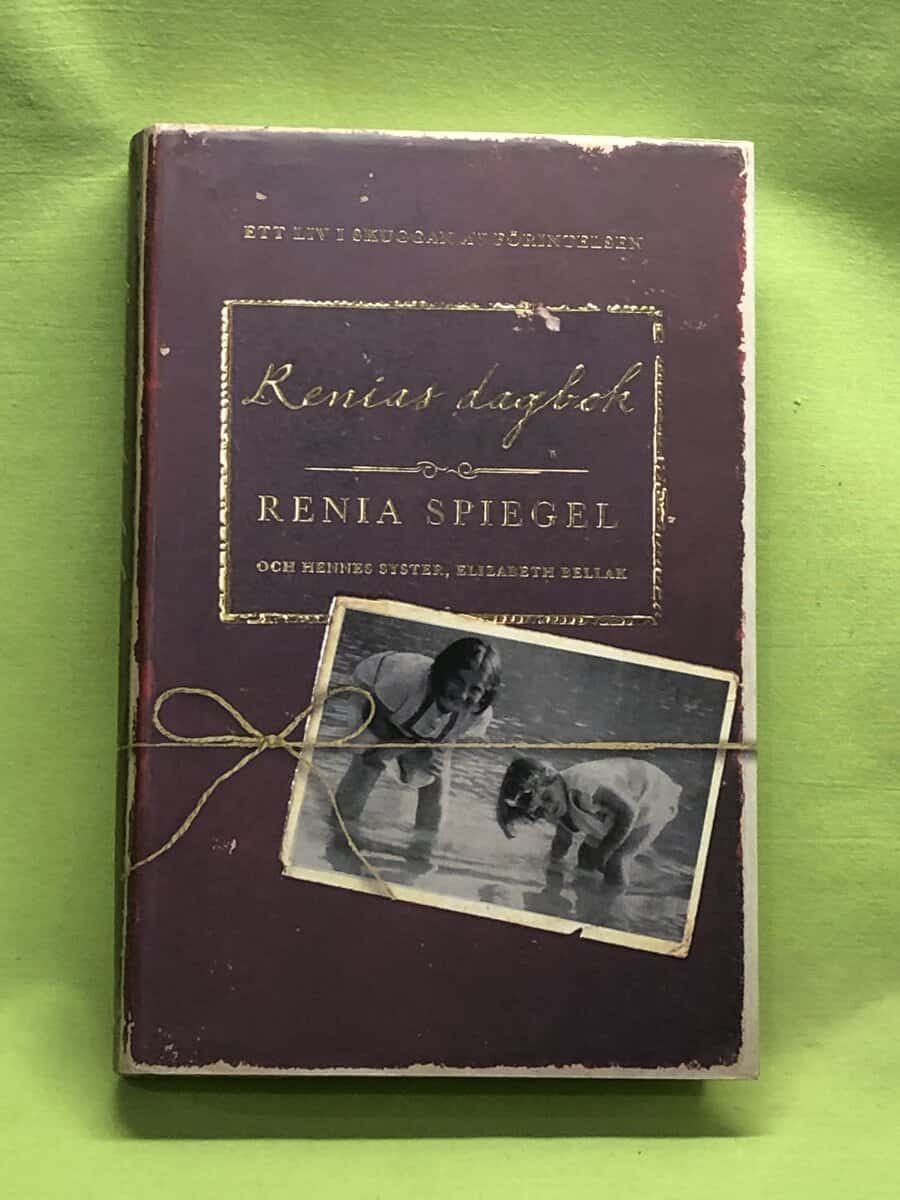 ETT LIV I SKUGGAN AV FÖRINTELSEN
Renias dagbok
RENIA SPIEGEL
OCH HENNES SYSTER, ELIZABETH BELLAK